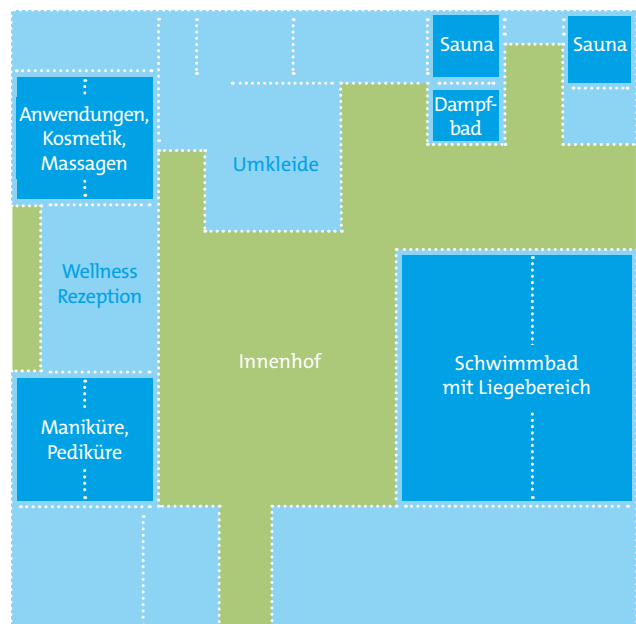 Sauna
Sauna
Anwendungen,
Kosmetik,
Massagen
Dampf-
bad
Umkleide
Wellness
Rezeption
Innenhof
Schwimmbad
mit Liegebereich
Maniküre,
Pediküre